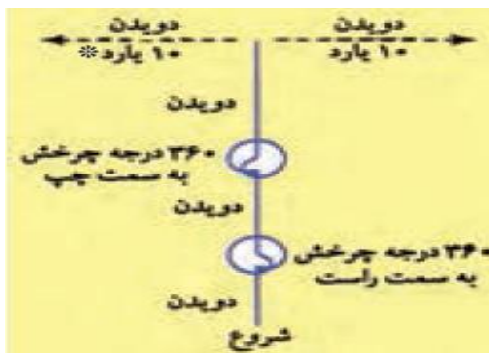 دویدن
۱۰ یارد
دویدن
۱۰ یارد*
دویدن
۳۶۰ درجه چرخش
به سمت چپ
دویدن
۳۶۰ درجه چرخش
به سمت راست
دویدن
شروع